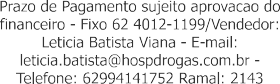 Prazo de Pagamento sujeito aprovacao do
financeiro - Fixo 62 4012-1199/Vendedor:
Leticia Batista Viana - E-mail:
leticia.batista@hospdrogas.com.br -
Telefone: 62994141752 Ramal: 2143